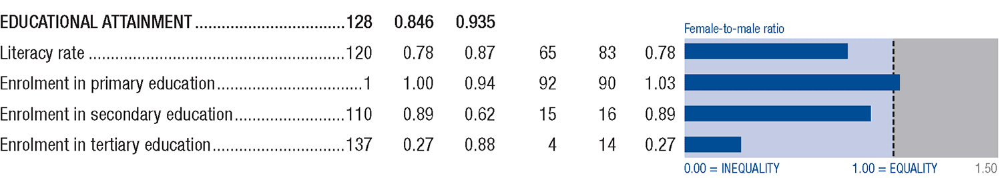 EDUCATIONAL ATTAINMENT ..........................................128 0.846 0.935
Female-to-male ratio
Literacy rate .......................................................................120 0.78 0.87 65 83 0.78
Enrolment in primary education........................................1 1.00 0.94 92 90 1.03
Enrolment in secondary education...............................110 0.89 0.62 15 16 0.89
Enrolment in tertiary education.....................................137 0.27 0.88 4 14 0.27
0.00 = INEQUALITY 1.00 = EQUALITY 1.50